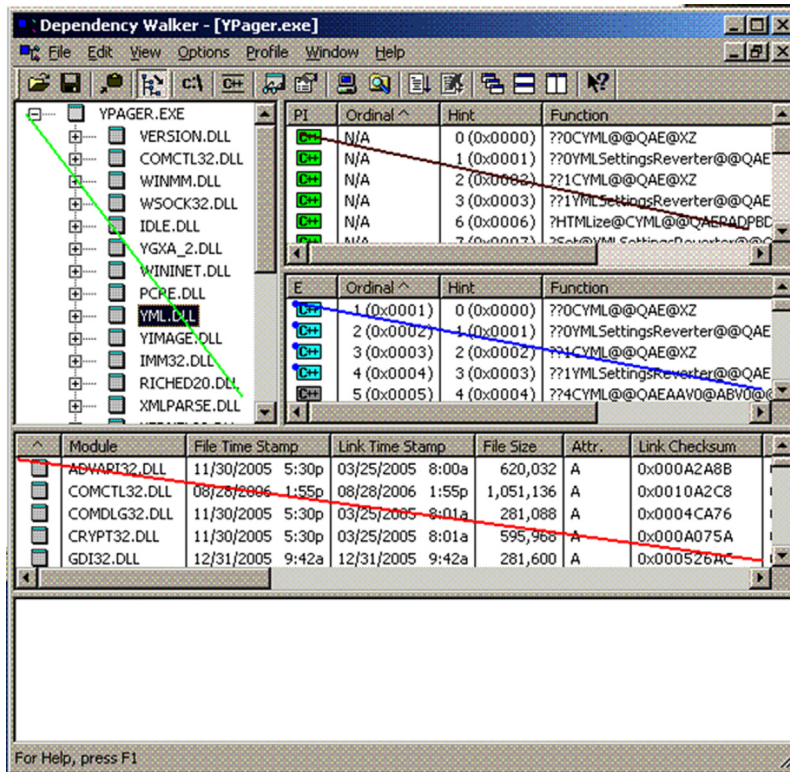 Dependency Walker - [YPager.exe]
File Edit View Options Profile Window Help
c:\ C++
YPAGER.EXE
VERSION.DLL
COMCTL32.DLL
WINMM.DLL
WSOCK32.DLL
IDLE.DLL
YGXA_2.DLL
WININET.DLL
PCRE.DLL
YML.DLL
YIMAGE.DLL
IMM32.DLL
RICHED20.DLL
XMLPARSE.DLL
PI Ordinal ^ Hint Function
C++ N/A 0 (0x0000) ??0CYML@@QAE@XZ
C++ N/A 1 (0x0001) ??0YMLSettingsReverter@@QAE
C++ N/A 2 (0x0002) ??1CYML@@QAE@XZ
C++ N/A 3 (0x0003) ??1YMLSettingsReverter@@QAE
C++ N/A 6 (0x0006) ?HTMLize@CYML@@QAERADPBD
C++ N/A 7 (0x0007)
E Ordinal ^ Hint Function
C++ 1 (0x0001) 0 (0x0000) ??0CYML@@QAE@XZ
C++ 2 (0x0002) 1 (0x0001) ??0YMLSettingsReverter@@QAE
C++ 3 (0x0003) 2 (0x0002) ??1CYML@@QAE@XZ
C++ 4 (0x0004) 3 (0x0003) ??1YMLSettingsReverter@@QAE
C++ 5 (0x0005) 4 (0x0004) ??4CYML@@QAEAAV0@ABV0@@
^ Module File Time Stamp Link Time Stamp File Size Attr. Link Checksum
ADVAPI32.DLL 11/30/2005 5:30p 03/25/2005 8:00a 620,032 A 0x000A2A8B
COMCTL32.DLL 08/28/2006 1:55p 08/28/2006 1:55p 1,051,136 A 0x0010A2C8
COMDLG32.DLL 11/30/2005 5:30p 03/25/2005 8:01a 281,088 A 0x0004CA76
CRYPT32.DLL 11/30/2005 5:30p 03/25/2005 8:01a 595,968 A 0x000A075A
GDI32.DLL 12/31/2005 9:42a 12/31/2005 9:42a 281,600 A 0x000526AC
For Help, press F1